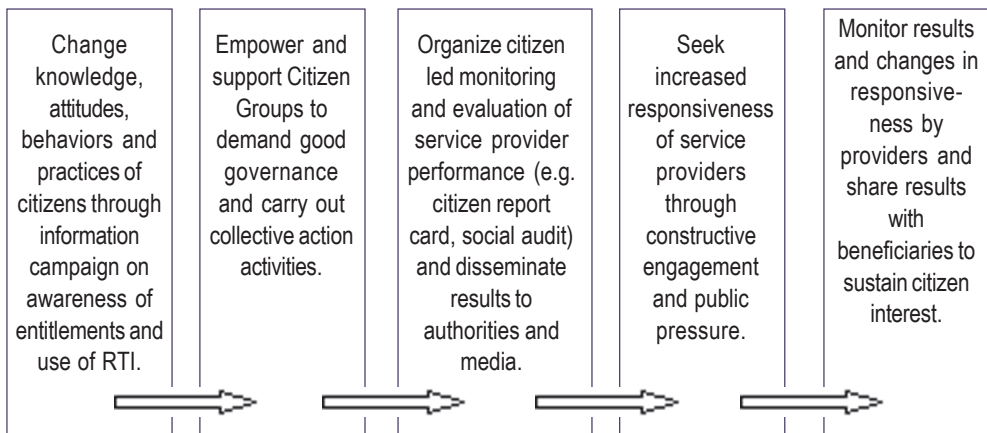 Change
knowledge,
attitudes,
behaviors and
practices of
citizens through
information
campaign on
awareness of
entitlements and
use of RTI.
Empower and
support Citizen
Groups to
demand good
governance
and carry out
collective action
activities.
Organize citizen
led monitoring
and evaluation of
service provider
performance (e.g.
citizen report
card, social audit)
and disseminate
results to
authorities and
media.
Seek
increased
responsiveness
of service
providers
through
constructive
engagement
and public
pressure.
Monitor results
and changes in
responsive-
ness by
providers and
share results
with
beneficiaries to
sustain citizen
interest.